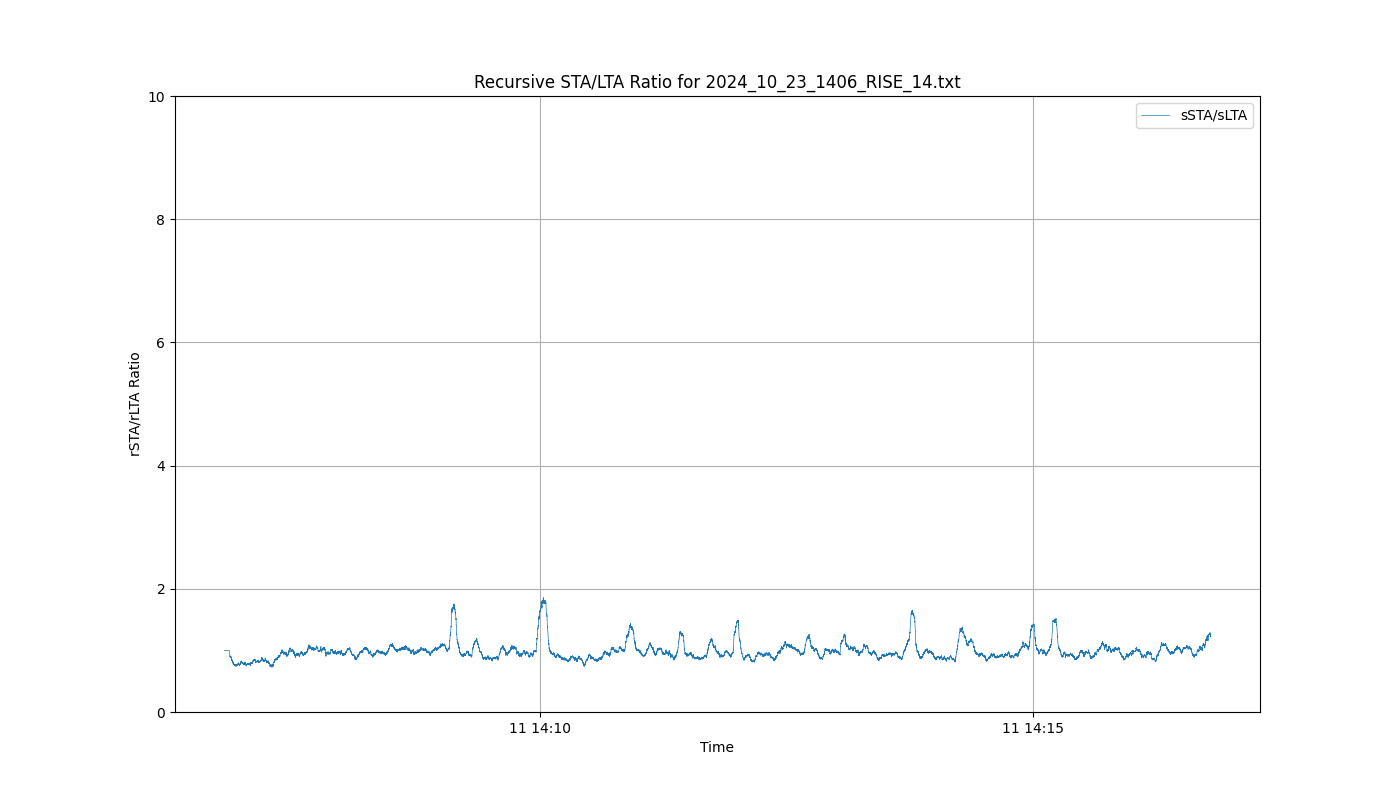 Recursive STA/LTA Ratio for 2024_10_23_1406_RISE_14.txt
sSTA/sLTA
10
8
6
4
2
0
rSTA/rLTA Ratio
11 14:10
11 14:15
Time